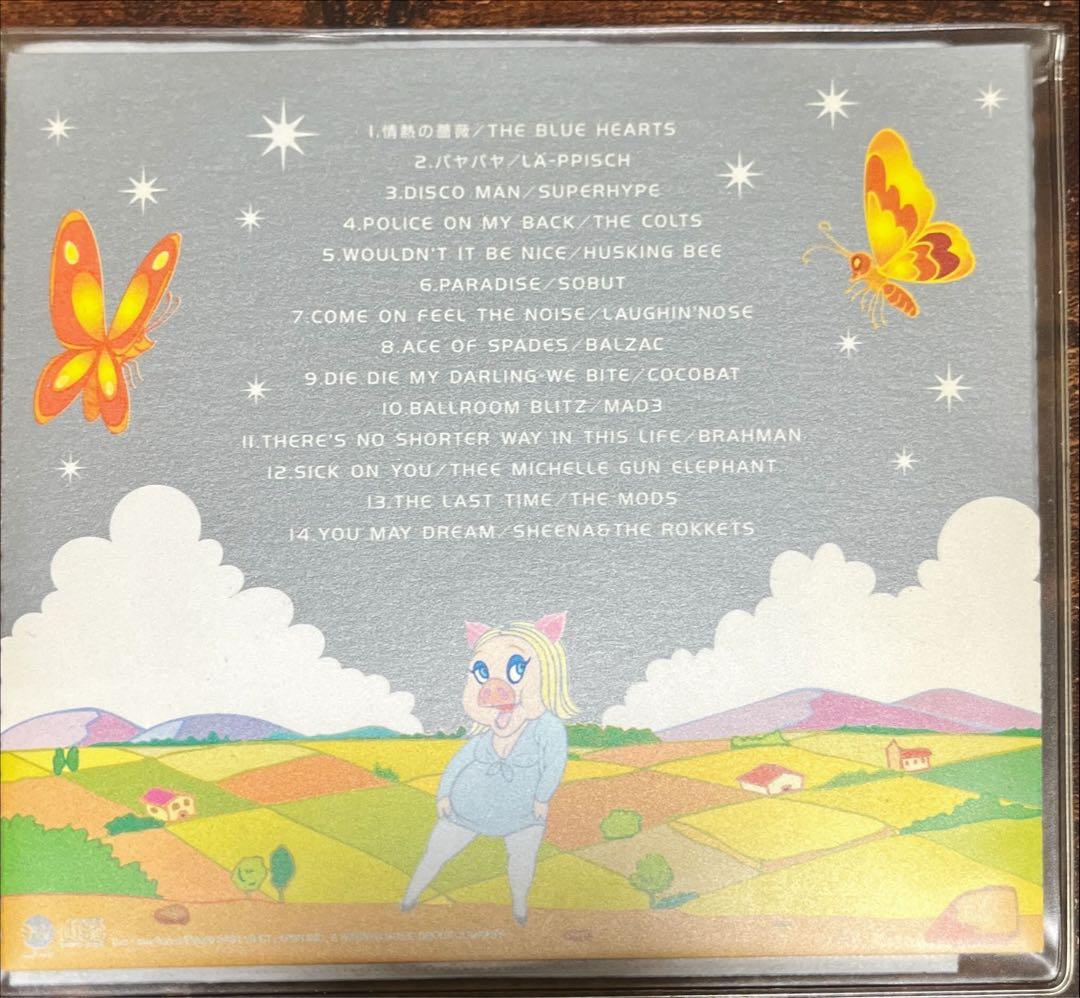 1.情熱の薔薇/THE BLUE HEARTS
2.パヤパヤ/LÄ-PPISCH
3.DISCO MAN/SUPERHYPE
4.POLICE ON MY BACK/THE COLTS
5.WOULDN'T IT BE NICE/HUSKING BEE
6.PARADISE/SOBUT
7.COME ON FEEL THE NOISE/LAUGHIN'NOSE
8.ACE OF SPADES/BALZAC
9.DIE.DIE MY DARLING-WE BITE/COCOBAT
10.BALLROOM BLITZ/MAD3
11.THERE'S NO SHORTER WAY IN THIS LIFE/BRAHMAN
12.SICK ON YOU/THEE MICHELLE GUN ELEPHANT
13.THE LAST TIME/THE MODS
14.YOU MAY DREAM/SHEENA&THE ROKKETS